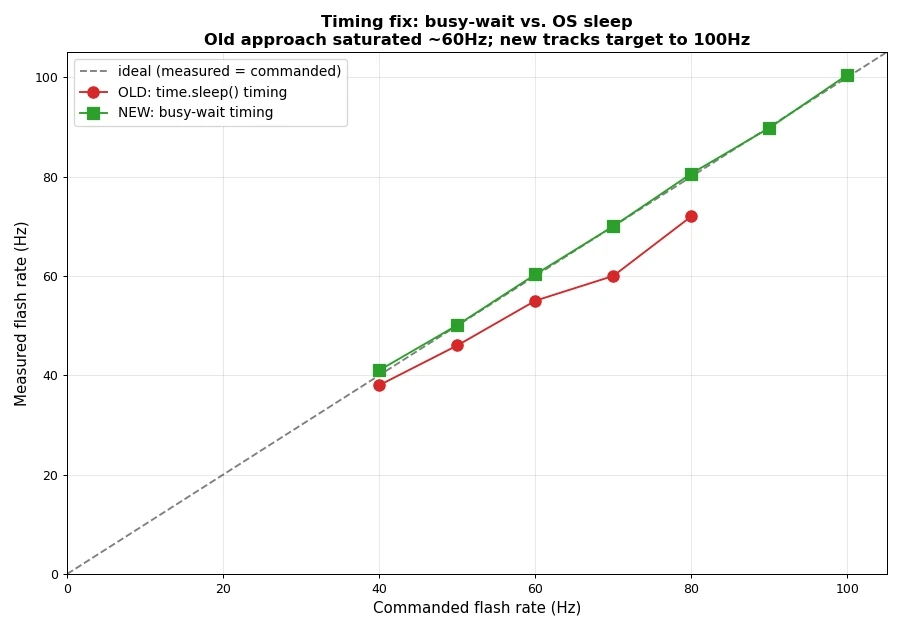 Timing fix: busy-wait vs. OS sleep
Old approach saturated ~60Hz; new tracks target to 100Hz
ideal (measured = commanded)
OLD: time.sleep() timing
NEW: busy-wait timing
Measured flash rate (Hz)
100
80
60
40
20
0
0 20 40 60 80 100
Commanded flash rate (Hz)